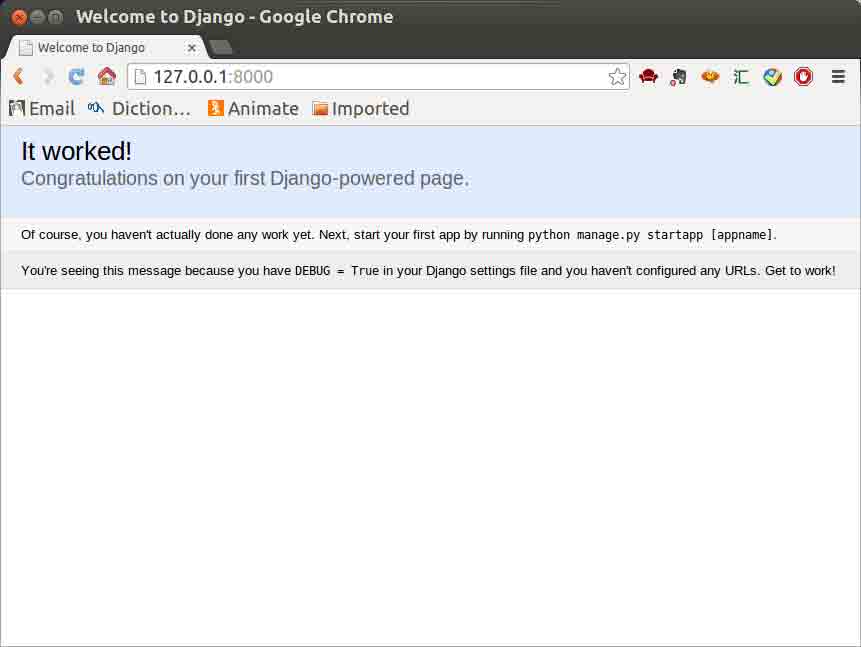 Welcome to Django - Google Chrome
Welcome to Django
127.0.0.1:8000
汇
Email Diction... Animate Imported
It worked!
Congratulations on your first Django-powered page.
Of course, you haven't actually done any work yet. Next, start your first app by running python manage.py startapp [appname].
You're seeing this message because you have DEBUG = True in your Django settings file and you haven't configured any URLs. Get to work!